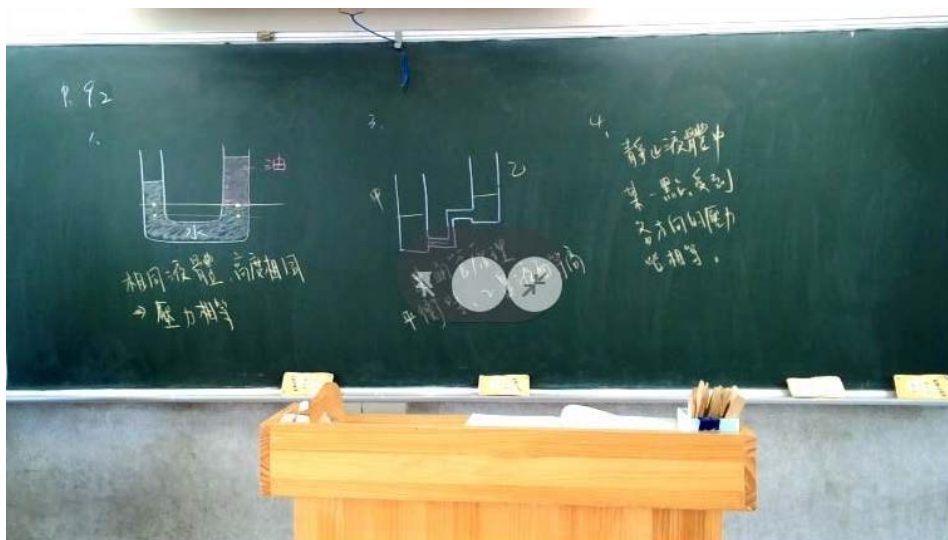 P.92
1.
油
水
相同液體、高度相同
⇒ 壓力相等
3.
甲
乙
4.
靜止液體中
某一點、受到
各方向的壓力
皆相等。